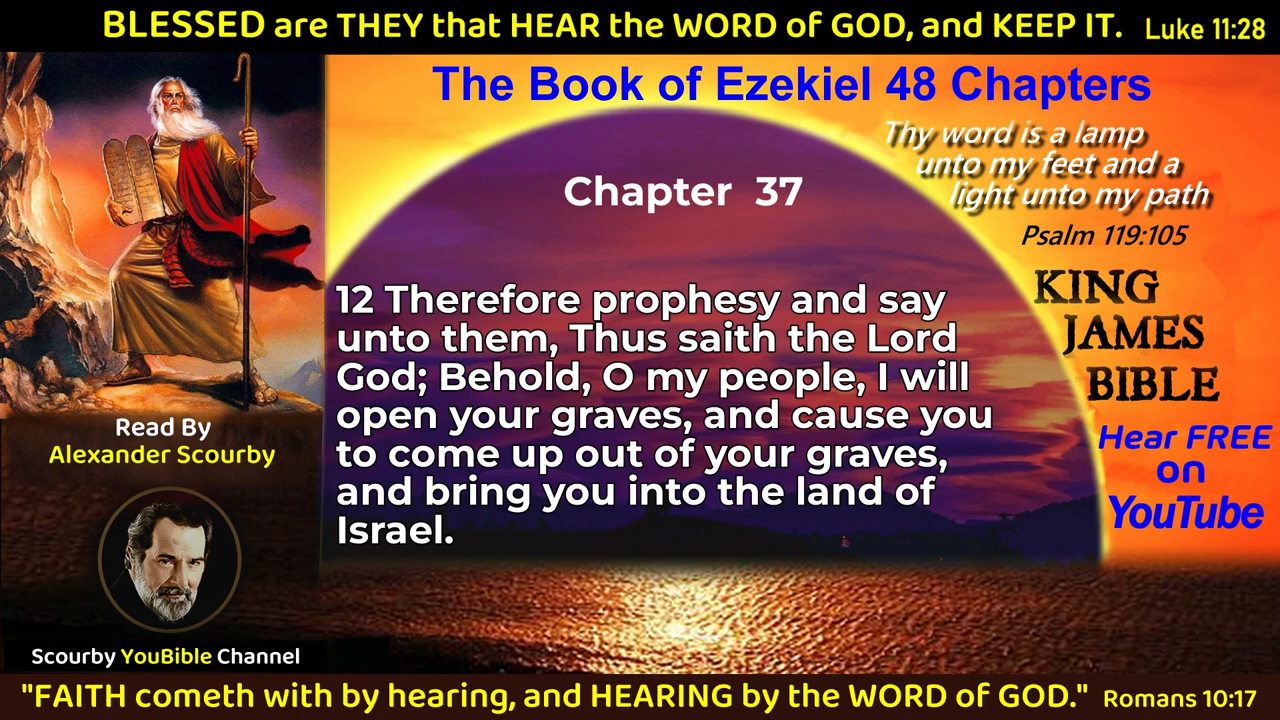 BLESSED are THEY that HEAR the WORD of GOD, and KEEP IT. Luke 11:28
The Book of Ezekiel 48 Chapters
Thy word is a lamp
unto my feet and a
light unto my path
Psalm 119:105
Chapter 37
KING
JAMES
BIBLE
12 Therefore prophesy and say
unto them, Thus saith the Lord
God; Behold, O my people, I will
open your graves, and cause you
to come up out of your graves,
and bring you into the land of
Israel.
Hear FREE
on
YouTube
Read By
Alexander Scourby
Scourby YouBible Channel
"FAITH cometh with by hearing, and HEARING by the WORD of GOD." Romans 10:17